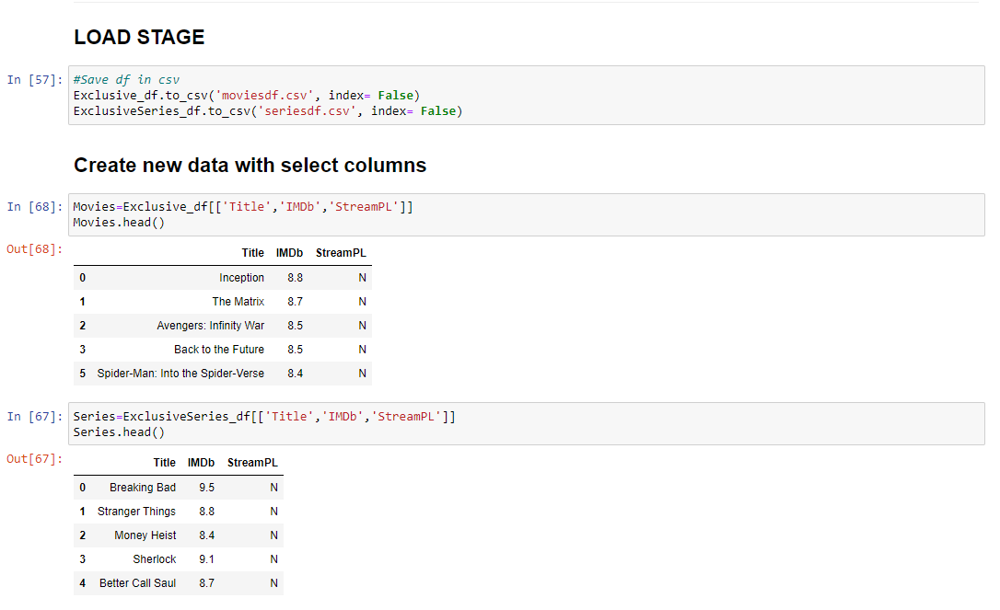 LOAD STAGE
In [57]: #Save df in csv
Exclusive_df.to_csv('moviesdf.csv', index= False)
ExclusiveSeries_df.to_csv('seriesdf.csv', index= False)
Create new data with select columns
In [68]: Movies=Exclusive_df[['Title','IMDb','StreamPL']]
Movies.head()
Out[68]:
Title IMDb StreamPL
0 Inception 8.8 N
1 The Matrix 8.7 N
2 Avengers: Infinity War 8.5 N
3 Back to the Future 8.5 N
5 Spider-Man: Into the Spider-Verse 8.4 N
In [67]: Series=ExclusiveSeries_df[['Title','IMDb','StreamPL']]
Series.head()
Out[67]:
Title IMDb StreamPL
0 Breaking Bad 9.5 N
1 Stranger Things 8.8 N
2 Money Heist 8.4 N
3 Sherlock 9.1 N
4 Better Call Saul 8.7 N